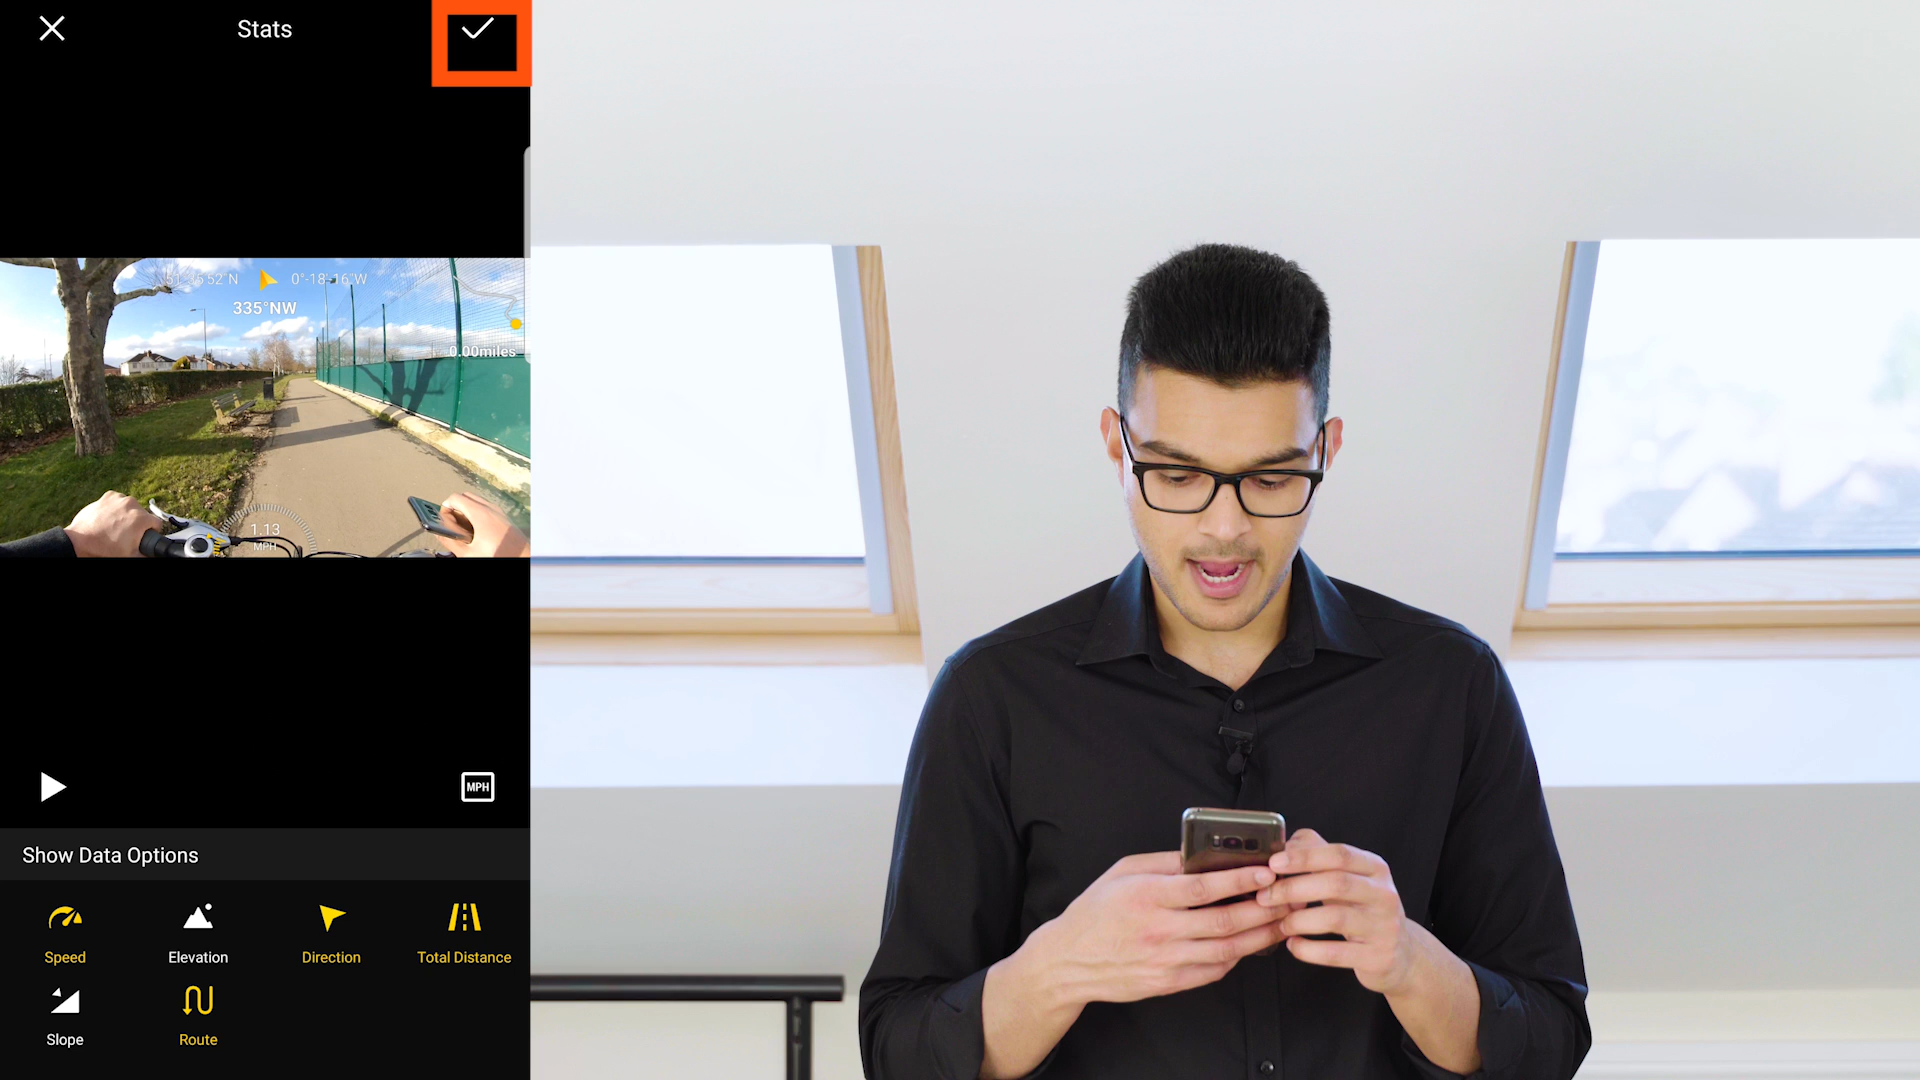 Stats
0°-18'-16"W
335°NW
0.00miles
1.13
MPH
MPH
Show Data Options
Speed
Elevation
Direction
Total Distance
Slope
Route